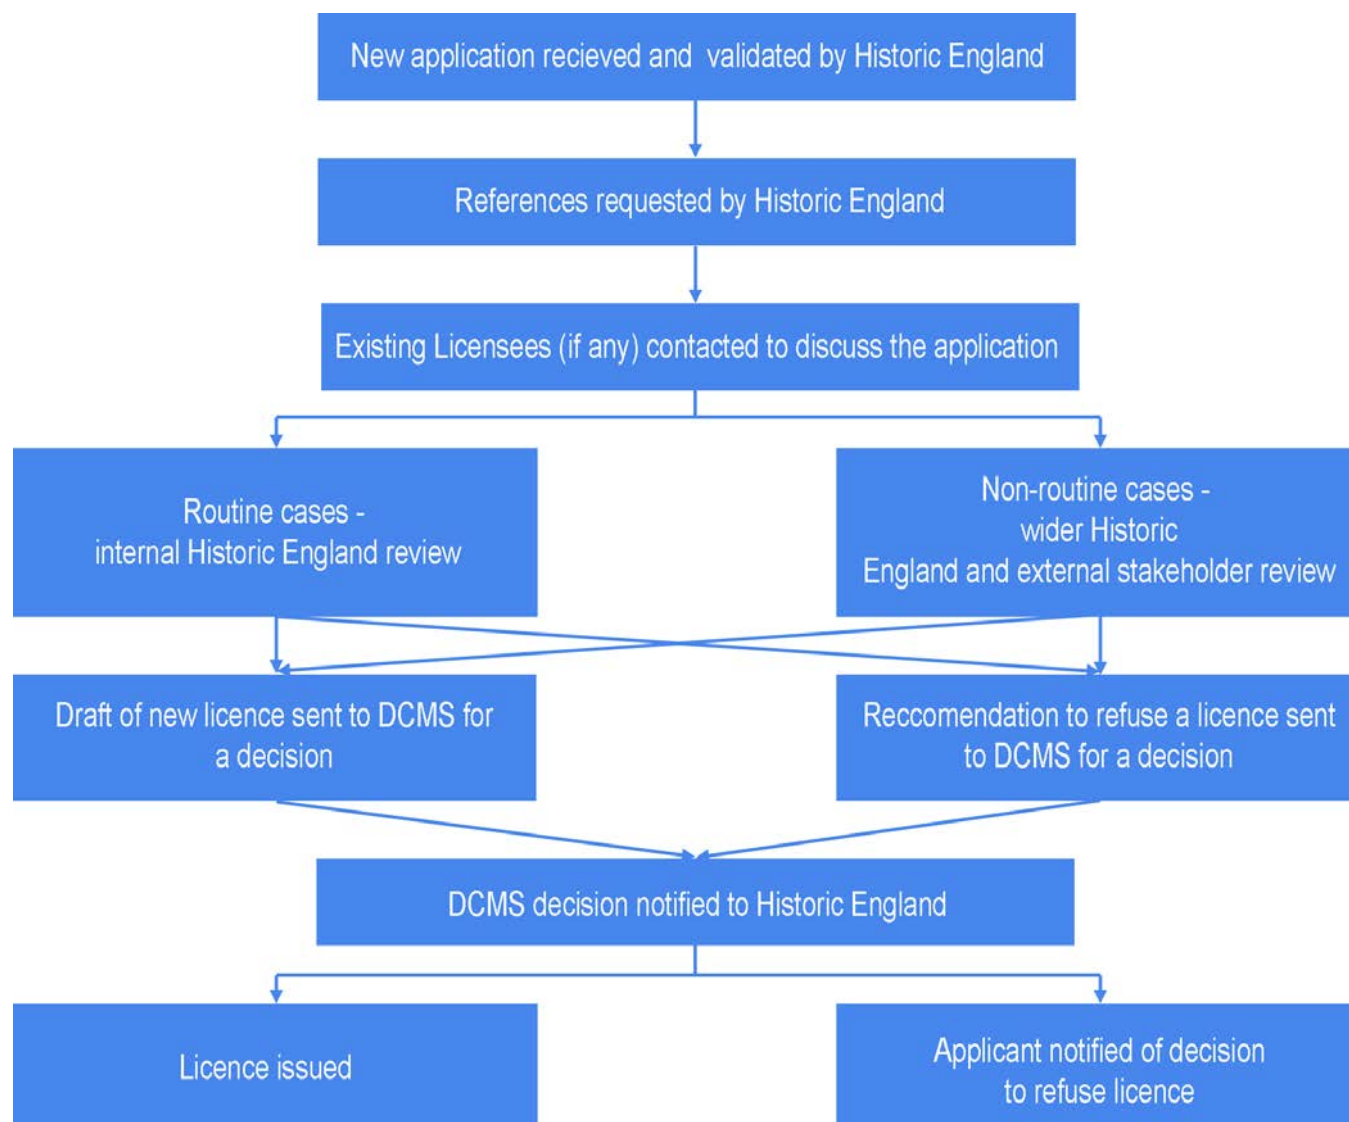 New application recieved and validated by Historic England
References requested by Historic England
Existing Licensees (if any) contacted to discuss the application
Routine cases -
internal Historic England review
Non-routine cases -
wider Historic
England and external stakeholder review
Draft of new licence sent to DCMS for
a decision
Reccomendation to refuse a licence sent
to DCMS for a decision
DCMS decision notified to Historic England
Licence issued
Applicant notified of decision
to refuse licence